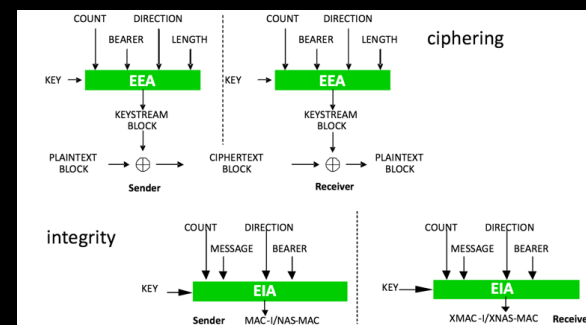 COUNT DIRECTION COUNT DIRECTION
BEARER LENGTH BEARER LENGTH ciphering
KEY EEA KEY EEA
KEYSTREAM BLOCK KEYSTREAM BLOCK
PLAINTEXT BLOCK CIPHERTEXT BLOCK PLAINTEXT BLOCK
Sender Receiver
integrity COUNT DIRECTION COUNT DIRECTION
MESSAGE BEARER MESSAGE BEARER
KEY EIA KEY EIA
Sender MAC-I/NAS-MAC XMAC-I/XNAS-MAC Receive